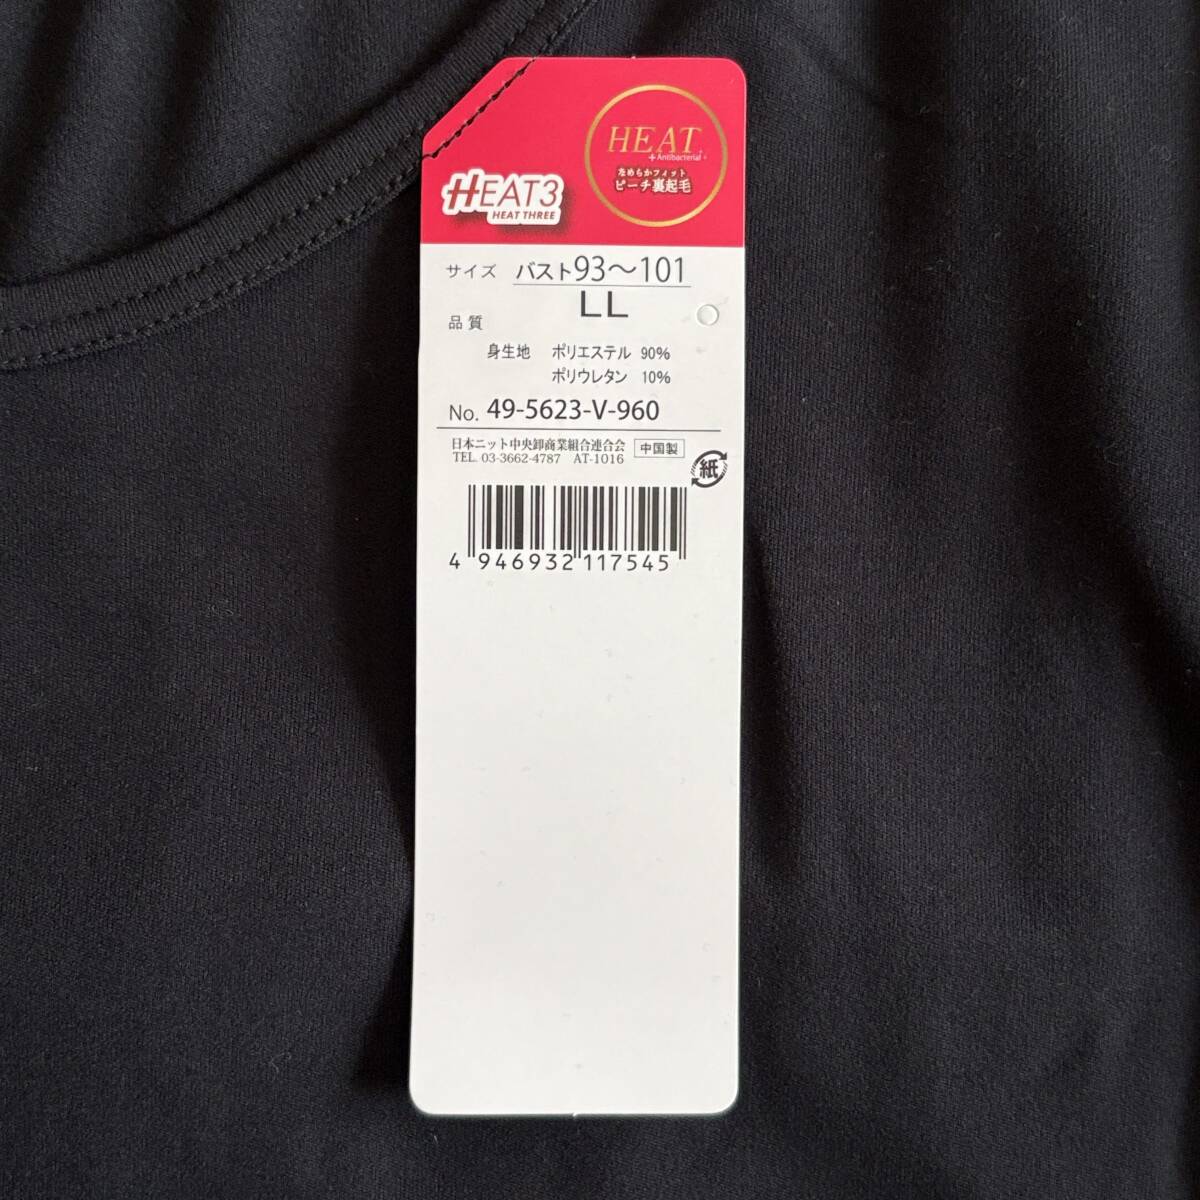 HEAT
+Antibacterial+
なめらかフィット
ピーチ裏起毛
HEAT3
HEAT THREE
サイズ バスト93〜101
LL
品質
身生地 ポリエステル 90%
ポリウレタン 10%
No. 49-5623-V-960
日本ニット中央卸商業組合連合会 中国製
TEL. 03-3662-4787 AT-1016
紙
4 946932 117545